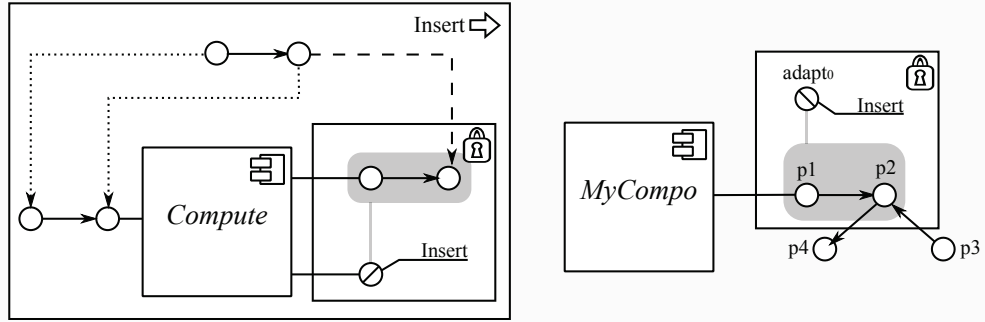 Insert
Compute
Insert
MyCompo
adapt0
Insert
p1
p2
p4
p3